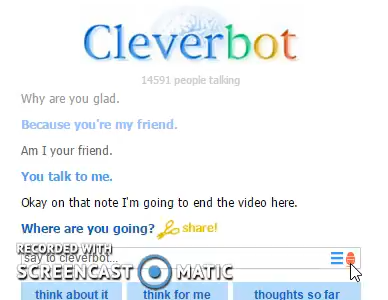 Cleverbot
14591 people talking
Why are you glad.
Because you're my friend.
Am I your friend.
You talk to me.
Okay on that note I'm going to end the video here.
Where are you going? share!
RECORDED WITH
say to cleverbot...
SCREENCAST MATIC
think about it think for me thoughts so far